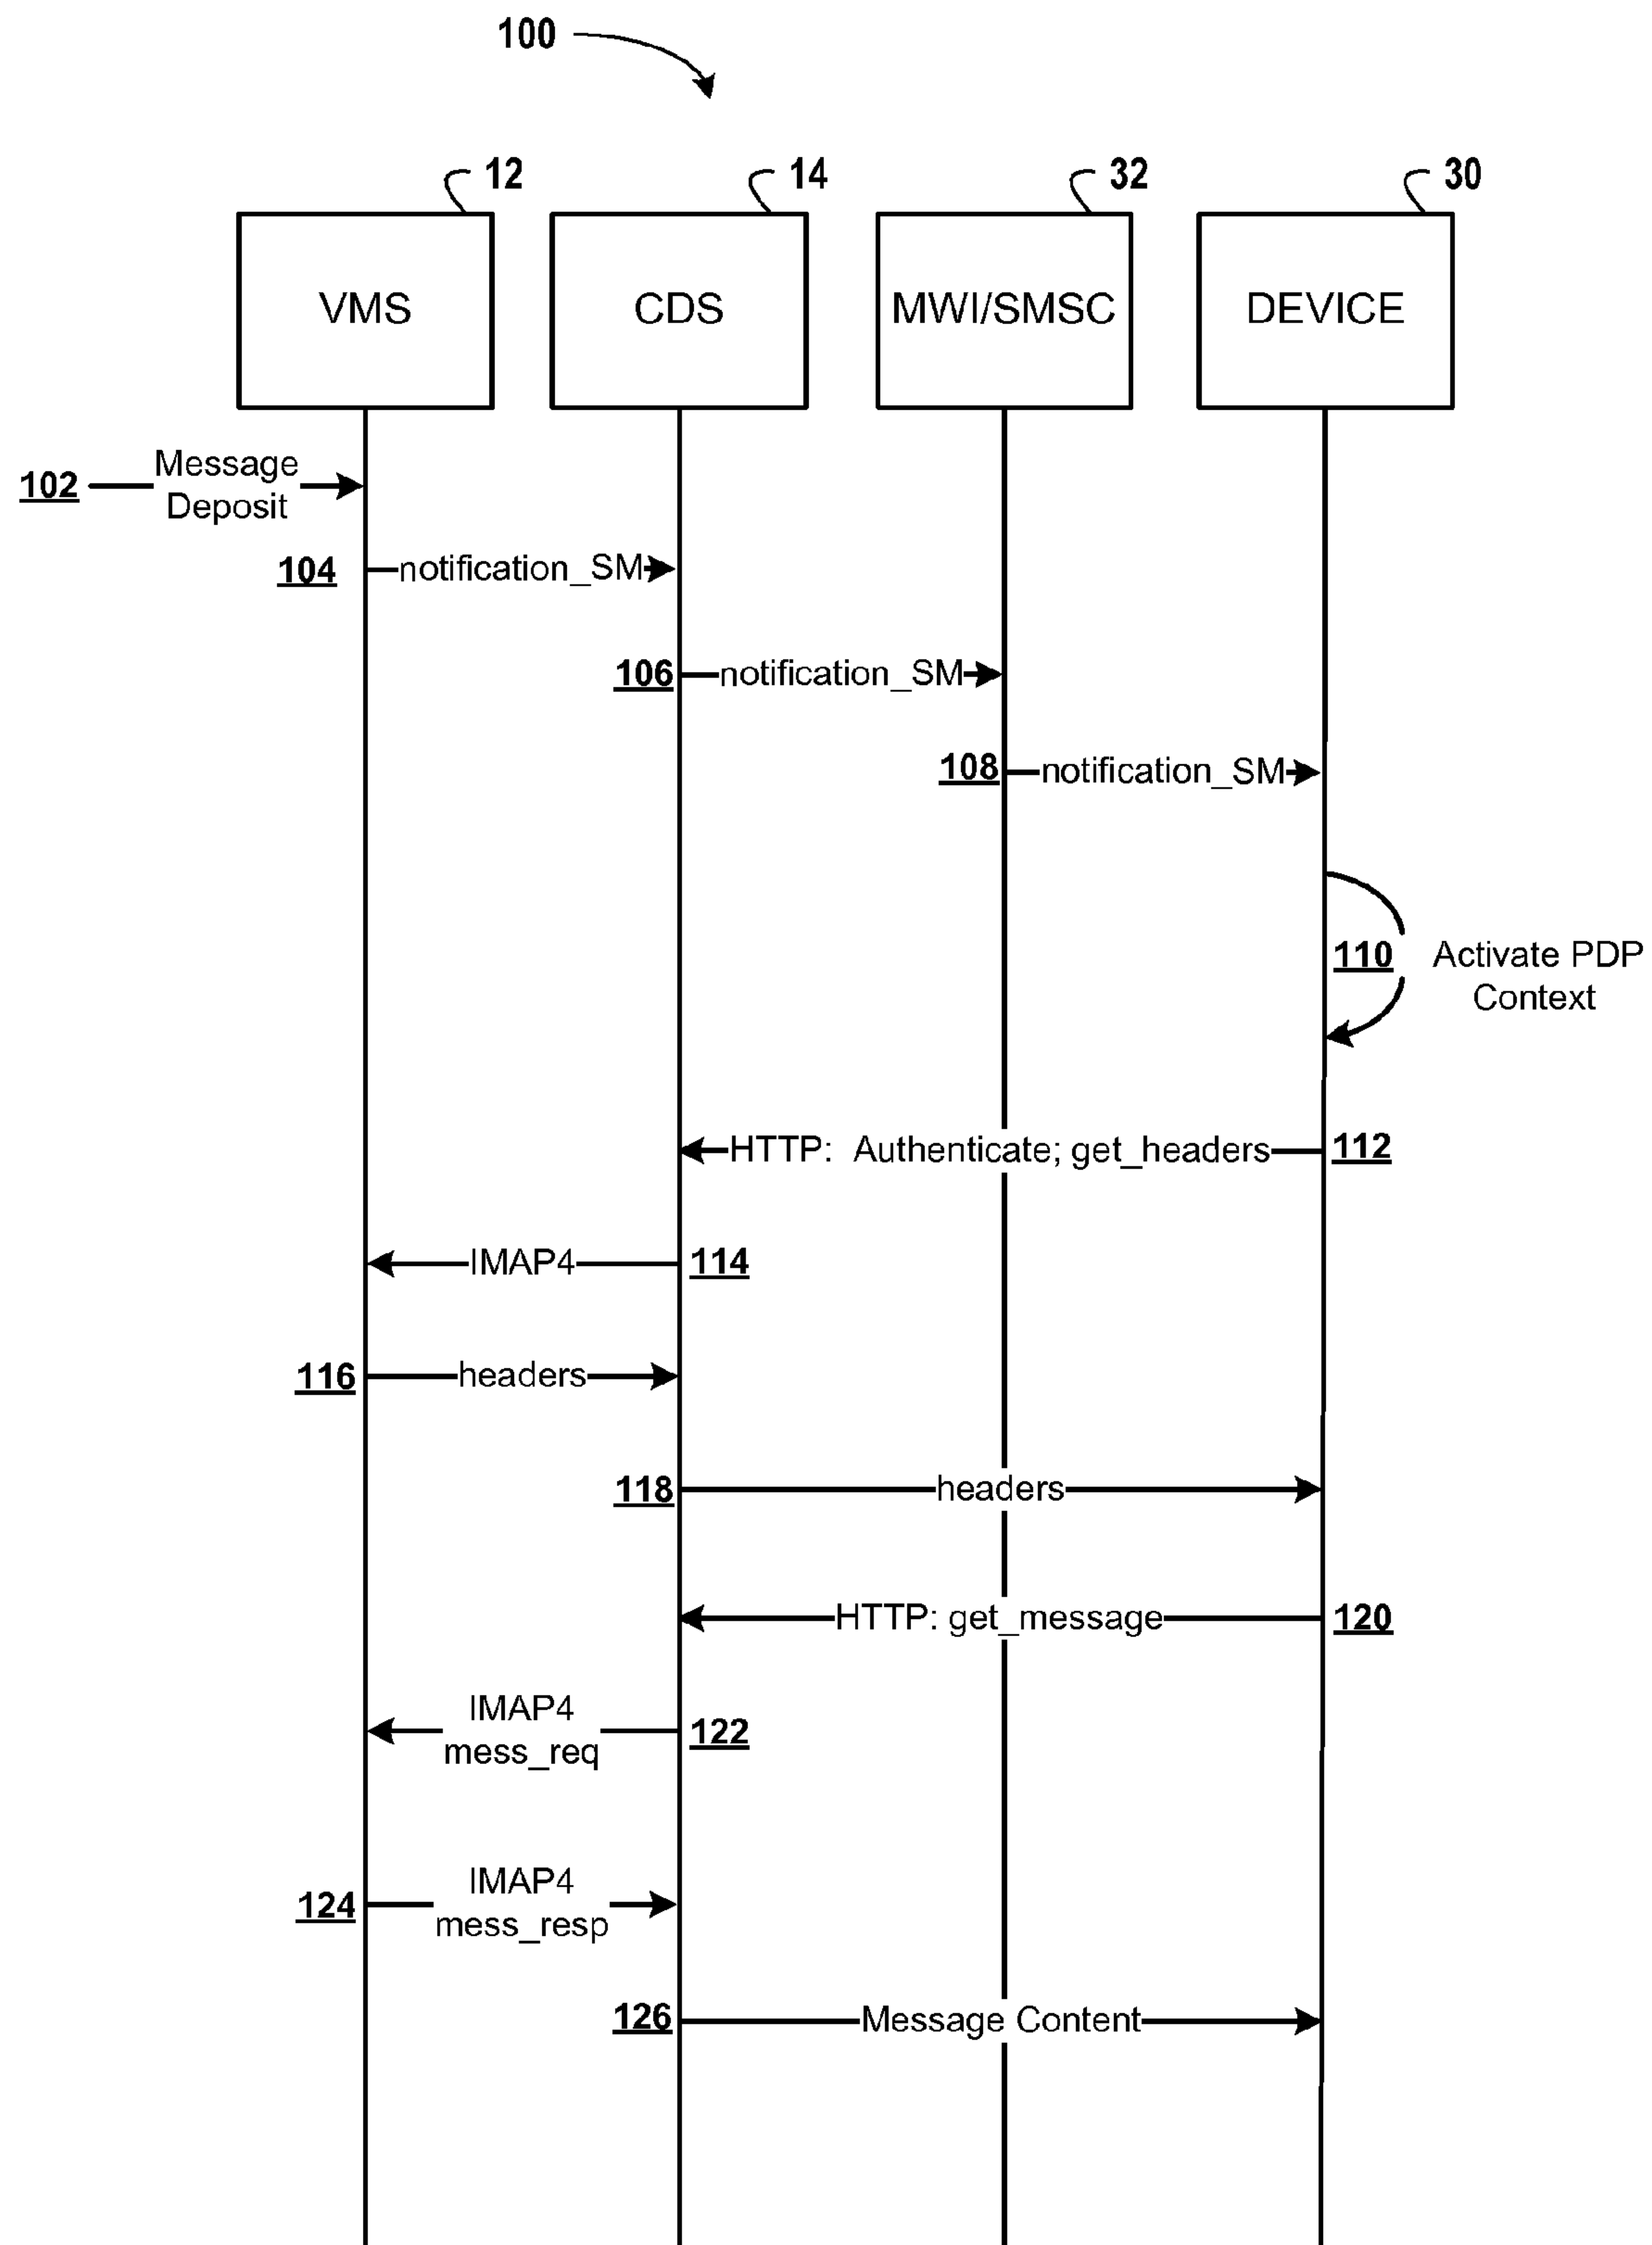 100
12
14
32
30
VMS
CDS
MWI/SMSC
DEVICE
102
Message
Deposit
104
notification_SM
106
notification_SM
108
notification_SM
110
Activate PDP
Context
HTTP: Authenticate; get_headers
112
IMAP4
114
116
headers
118
headers
HTTP: get_message
120
IMAP4
mess_req
122
124
IMAP4
mess_resp
126
Message Content